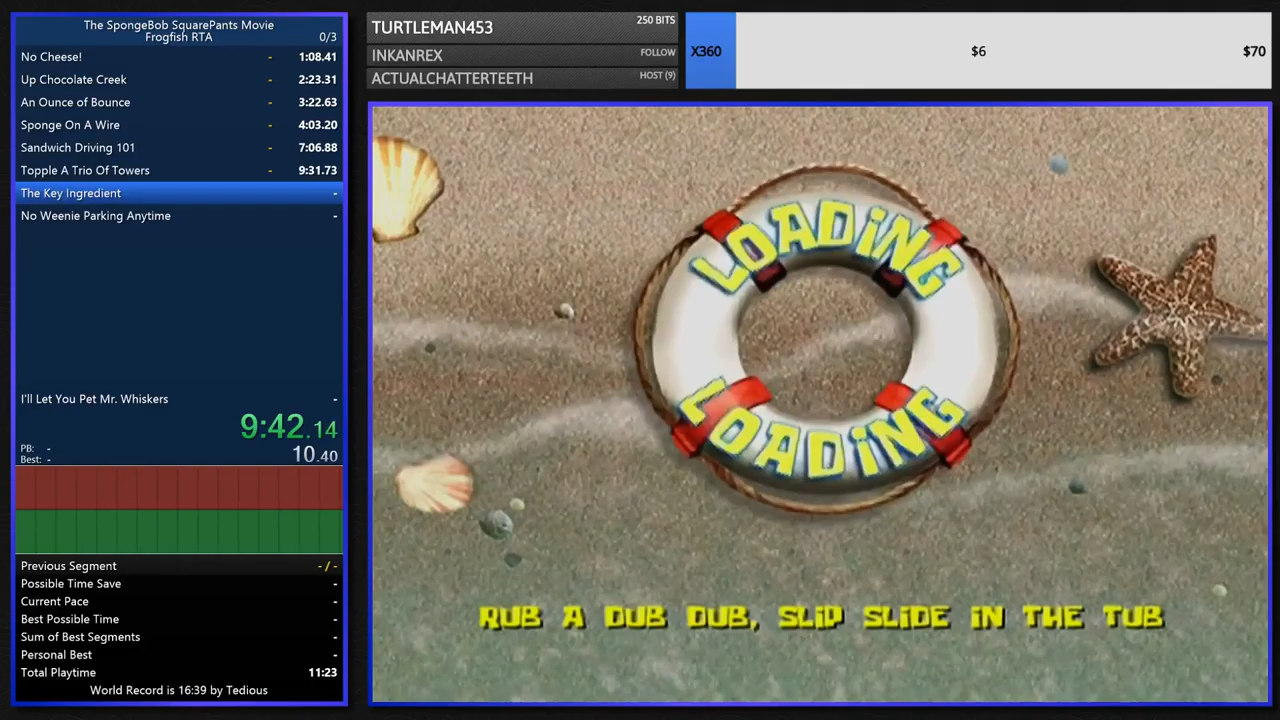 The SpongeBob SquarePants Movie
Frogfish RTA 0/3
No Cheese! - 1:08.41
Up Chocolate Creek - 2:23.31
An Ounce of Bounce - 3:22.63
Sponge On A Wire - 4:03.20
Sandwich Driving 101 - 7:06.88
Topple A Trio Of Towers - 9:31.73
The Key Ingredient -
No Weenie Parking Anytime -
I'll Let You Pet Mr. Whiskers -
9:42.14
PB: -
Best: - 10.40
Previous Segment - / -
Possible Time Save -
Current Pace -
Best Possible Time -
Sum of Best Segments -
Personal Best -
Total Playtime 11:23
World Record is 16:39 by Tedious
TURTLEMAN453 250 BITS
INKANREX FOLLOW
ACTUALCHATTERTEETH HOST (9)
X360 $6 $70
LOADING
LOADING
RUB A DUB DUB, SLIP SLIDE IN THE TUB